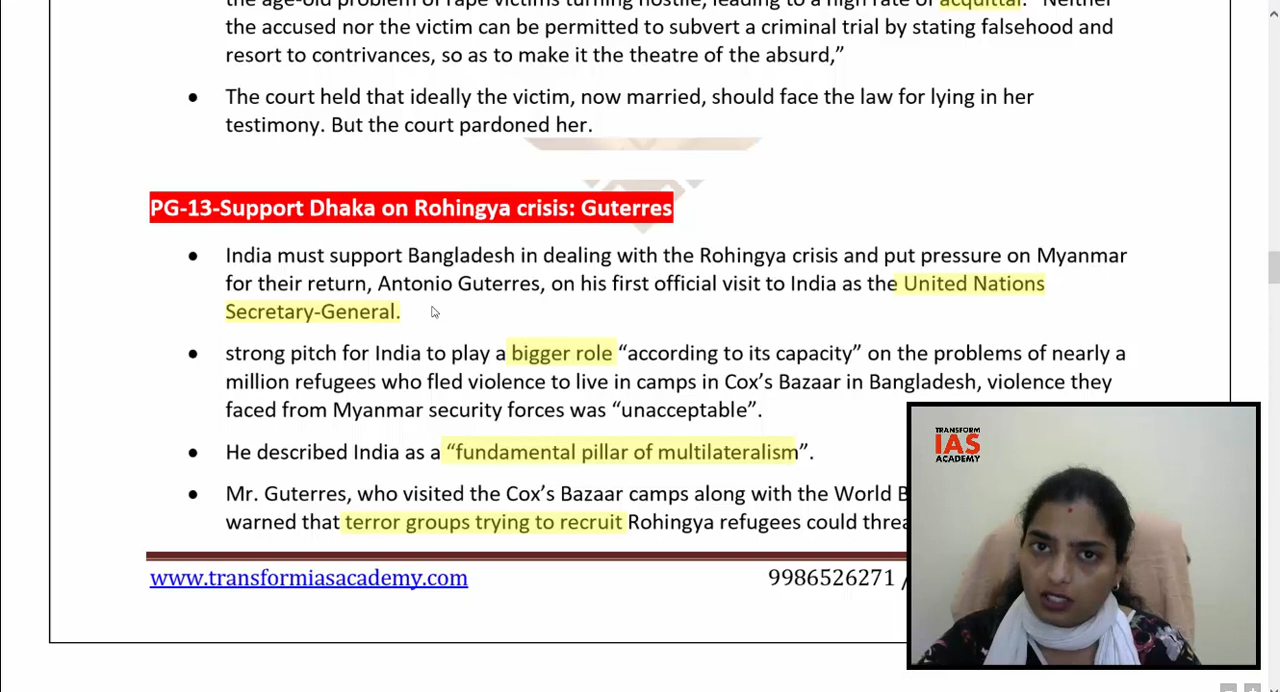 the age-old problem of rape victims turning hostile, leading to a high rate of acquittal. “Neither
the accused nor the victim can be permitted to subvert a criminal trial by stating falsehood and
resort to contrivances, so as to make it the theatre of the absurd,”
• The court held that ideally the victim, now married, should face the law for lying in her
testimony. But the court pardoned her.
PG-13-Support Dhaka on Rohingya crisis: Guterres
• India must support Bangladesh in dealing with the Rohingya crisis and put pressure on Myanmar
for their return, Antonio Guterres, on his first official visit to India as the United Nations
Secretary-General.
• strong pitch for India to play a bigger role “according to its capacity” on the problems of nearly a
million refugees who fled violence to live in camps in Cox’s Bazaar in Bangladesh, violence they
faced from Myanmar security forces was “unacceptable”.
• He described India as a “fundamental pillar of multilateralism”.
• Mr. Guterres, who visited the Cox’s Bazaar camps along with the World
warned that terror groups trying to recruit Rohingya refugees could
www.transformiasacademy.com 9986526271 /
TRANSFORM
IAS
ACADEMY